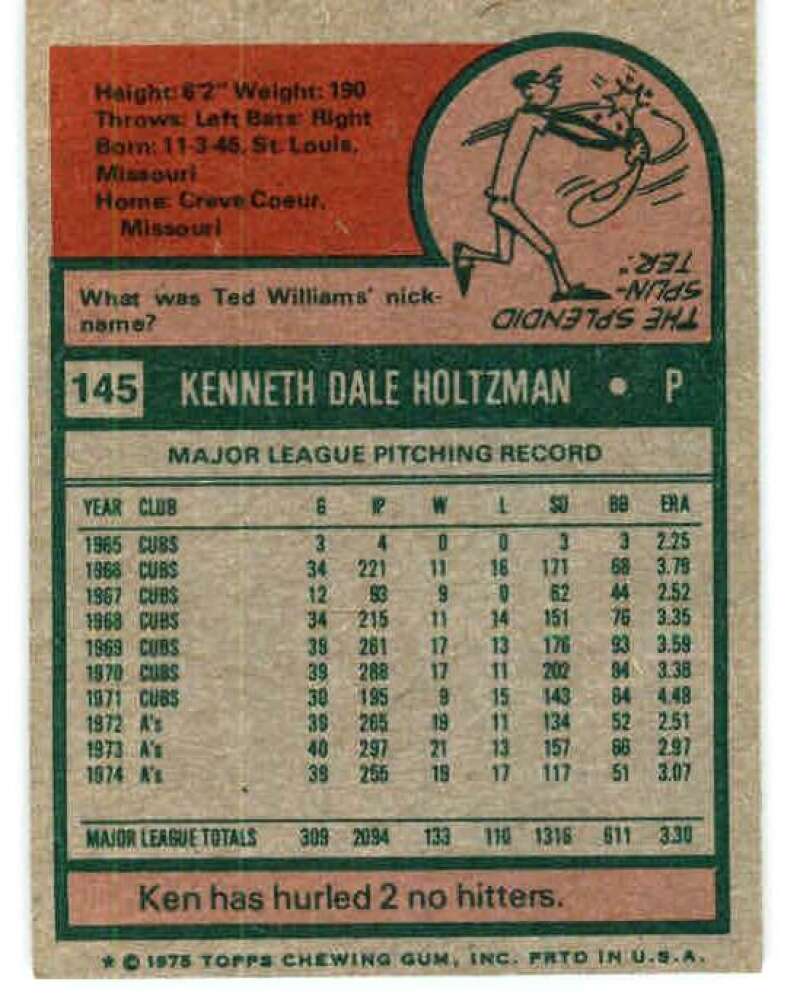 Height: 6'2" Weight: 190
Throws: Left Bats: Right
Born: 11-3-45, St. Louis,
Missouri
Home: Creve Coeur,
Missouri
THE SPLENDID
SPLIN-
TER."
What was Ted Williams' nick-
name?
145 KENNETH DALE HOLTZMAN • P
MAJOR LEAGUE PITCHING RECORD
YEAR CLUB G IP W L SO BB ERA
1965 CUBS 3 4 0 0 3 3 2.25
1966 CUBS 34 221 11 16 171 68 3.79
1967 CUBS 12 93 9 0 62 44 2.52
1968 CUBS 34 215 11 14 151 76 3.35
1969 CUBS 39 261 17 13 176 93 3.59
1970 CUBS 39 288 17 11 202 94 3.38
1971 CUBS 30 195 9 15 143 64 4.48
1972 A's 39 265 19 11 134 52 2.51
1973 A's 40 297 21 13 157 66 2.97
1974 A's 39 255 19 17 117 51 3.07
MAJOR LEAGUE TOTALS 309 2094 133 110 1316 611 3.30
Ken has hurled 2 no hitters.
* © 1975 TOPPS CHEWING GUM, INC. PRTD IN U.S.A.